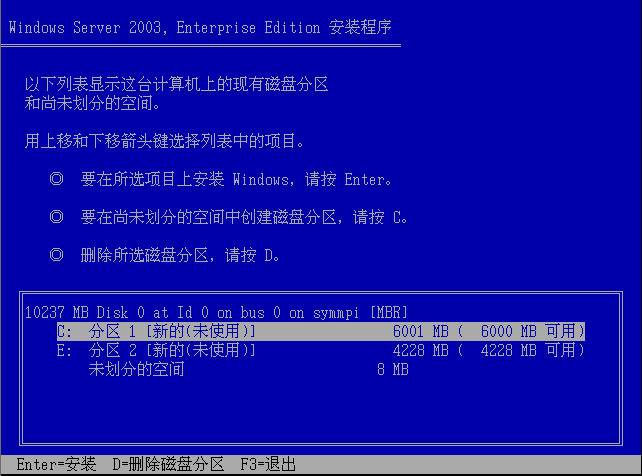 Windows Server 2003, Enterprise Edition 安装程序
以下列表显示这台计算机上的现有磁盘分区
和尚未划分的空间。
用上移和下移箭头键选择列表中的项目。
◎ 要在所选项目上安装 Windows，请按 Enter。
◎ 要在尚未划分的空间中创建磁盘分区，请按 C。
◎ 删除所选磁盘分区，请按 D。
10237 MB Disk 0 at Id 0 on bus 0 on symmpi [MBR]
C: 分区 1 [新的(未使用)] 6001 MB ( 6000 MB 可用)
E: 分区 2 [新的(未使用)] 4228 MB ( 4228 MB 可用)
未划分的空间 8 MB
Enter=安装 D=删除磁盘分区 F3=退出